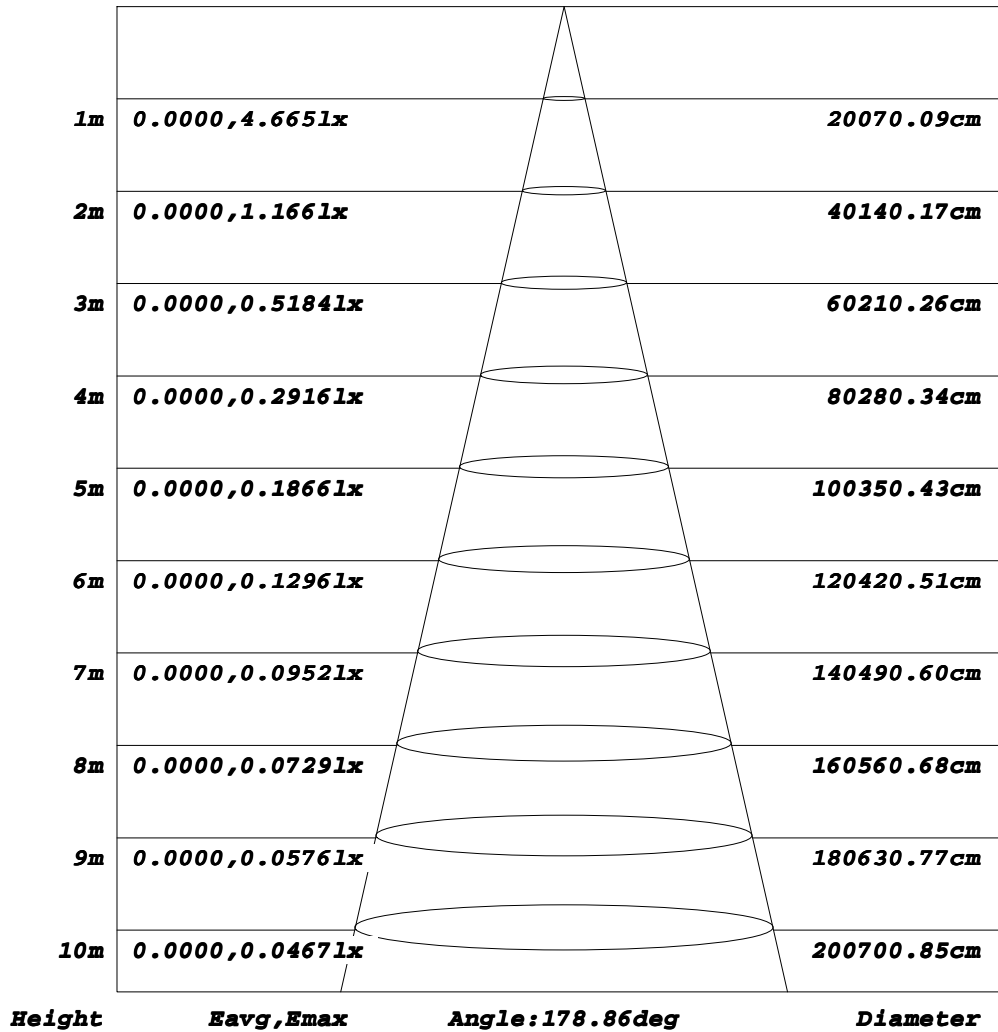 1m 0.0000,4.665lx 20070.09cm
2m 0.0000,1.166lx 40140.17cm
3m 0.0000,0.5184lx 60210.26cm
4m 0.0000,0.2916lx 80280.34cm
5m 0.0000,0.1866lx 100350.43cm
6m 0.0000,0.1296lx 120420.51cm
7m 0.0000,0.0952lx 140490.60cm
8m 0.0000,0.0729lx 160560.68cm
9m 0.0000,0.0576lx 180630.77cm
10m 0.0000,0.0467lx 200700.85cm
Height Eavg,Emax Angle:178.86deg Diameter